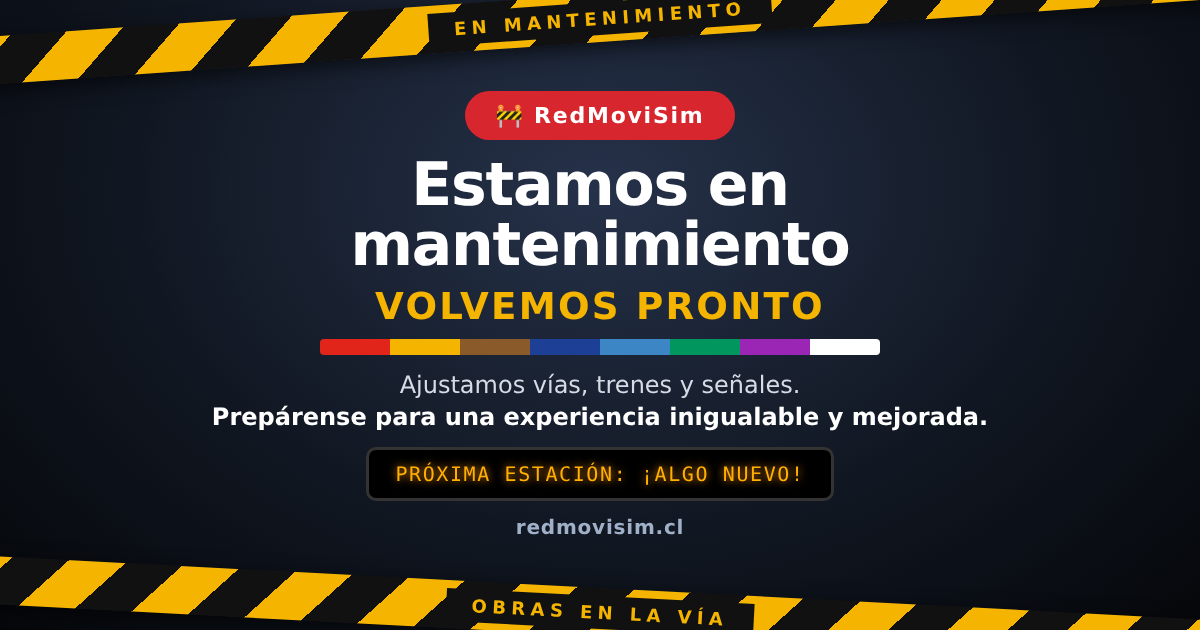 EN MANTENIMIENTO
RedMoviSim
Estamos en
mantenimiento
VOLVEMOS PRONTO
Ajustamos vías, trenes y señales.
Prepárense para una experiencia inigualable y mejorada.
PRÓXIMA ESTACIÓN: ¡ALGO NUEVO!
redmovisim.cl
OBRAS EN LA VÍA